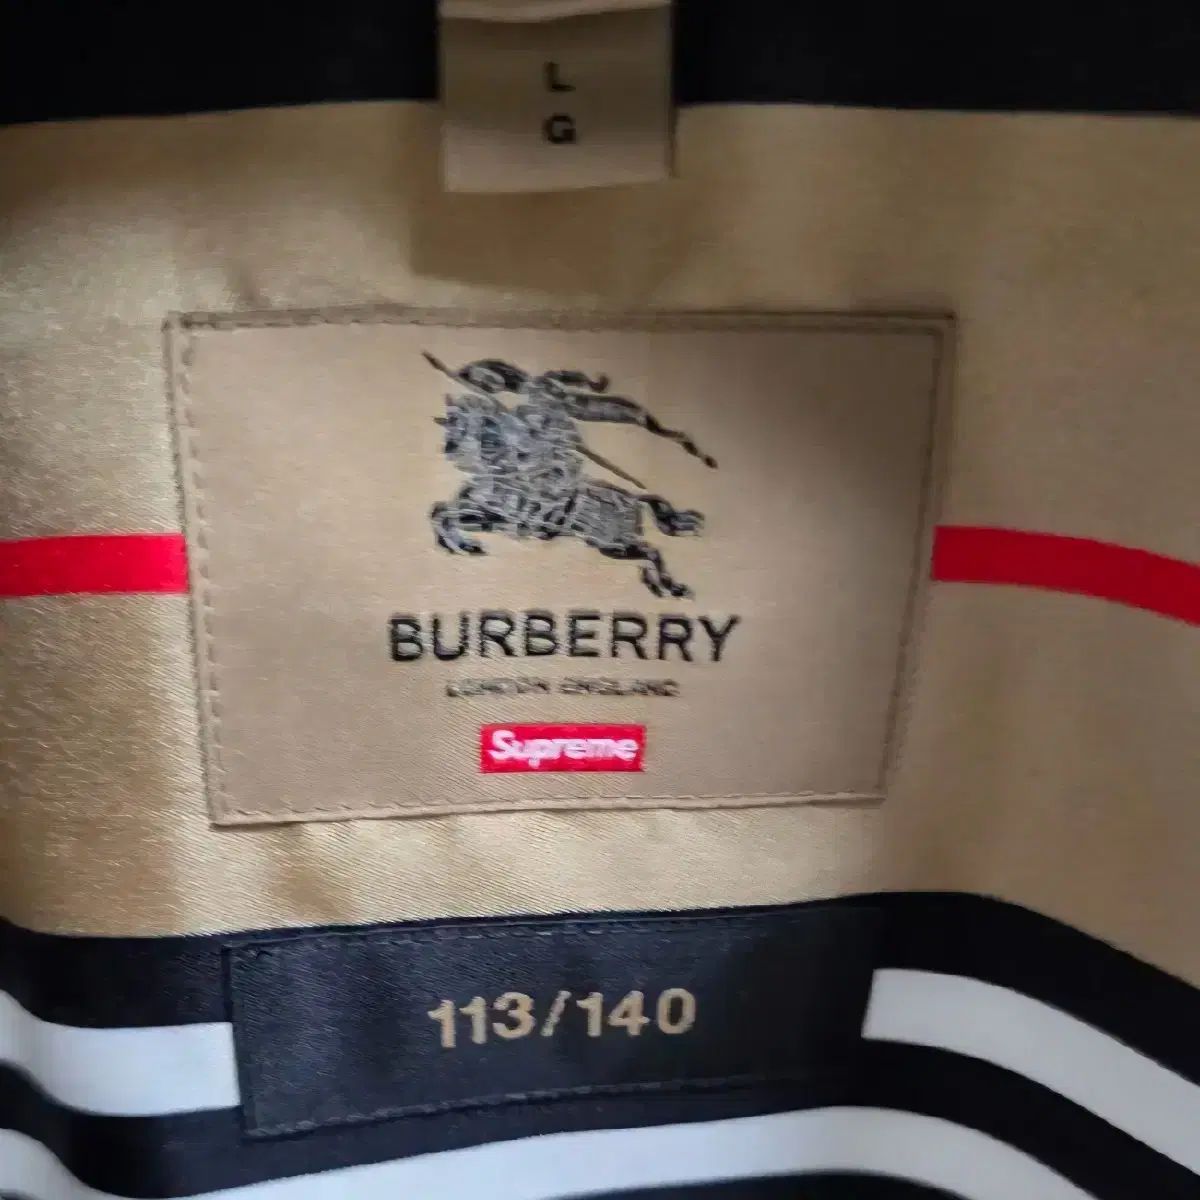 L
G
BURBERRY
LONDON ENGLAND
Supreme
113/140